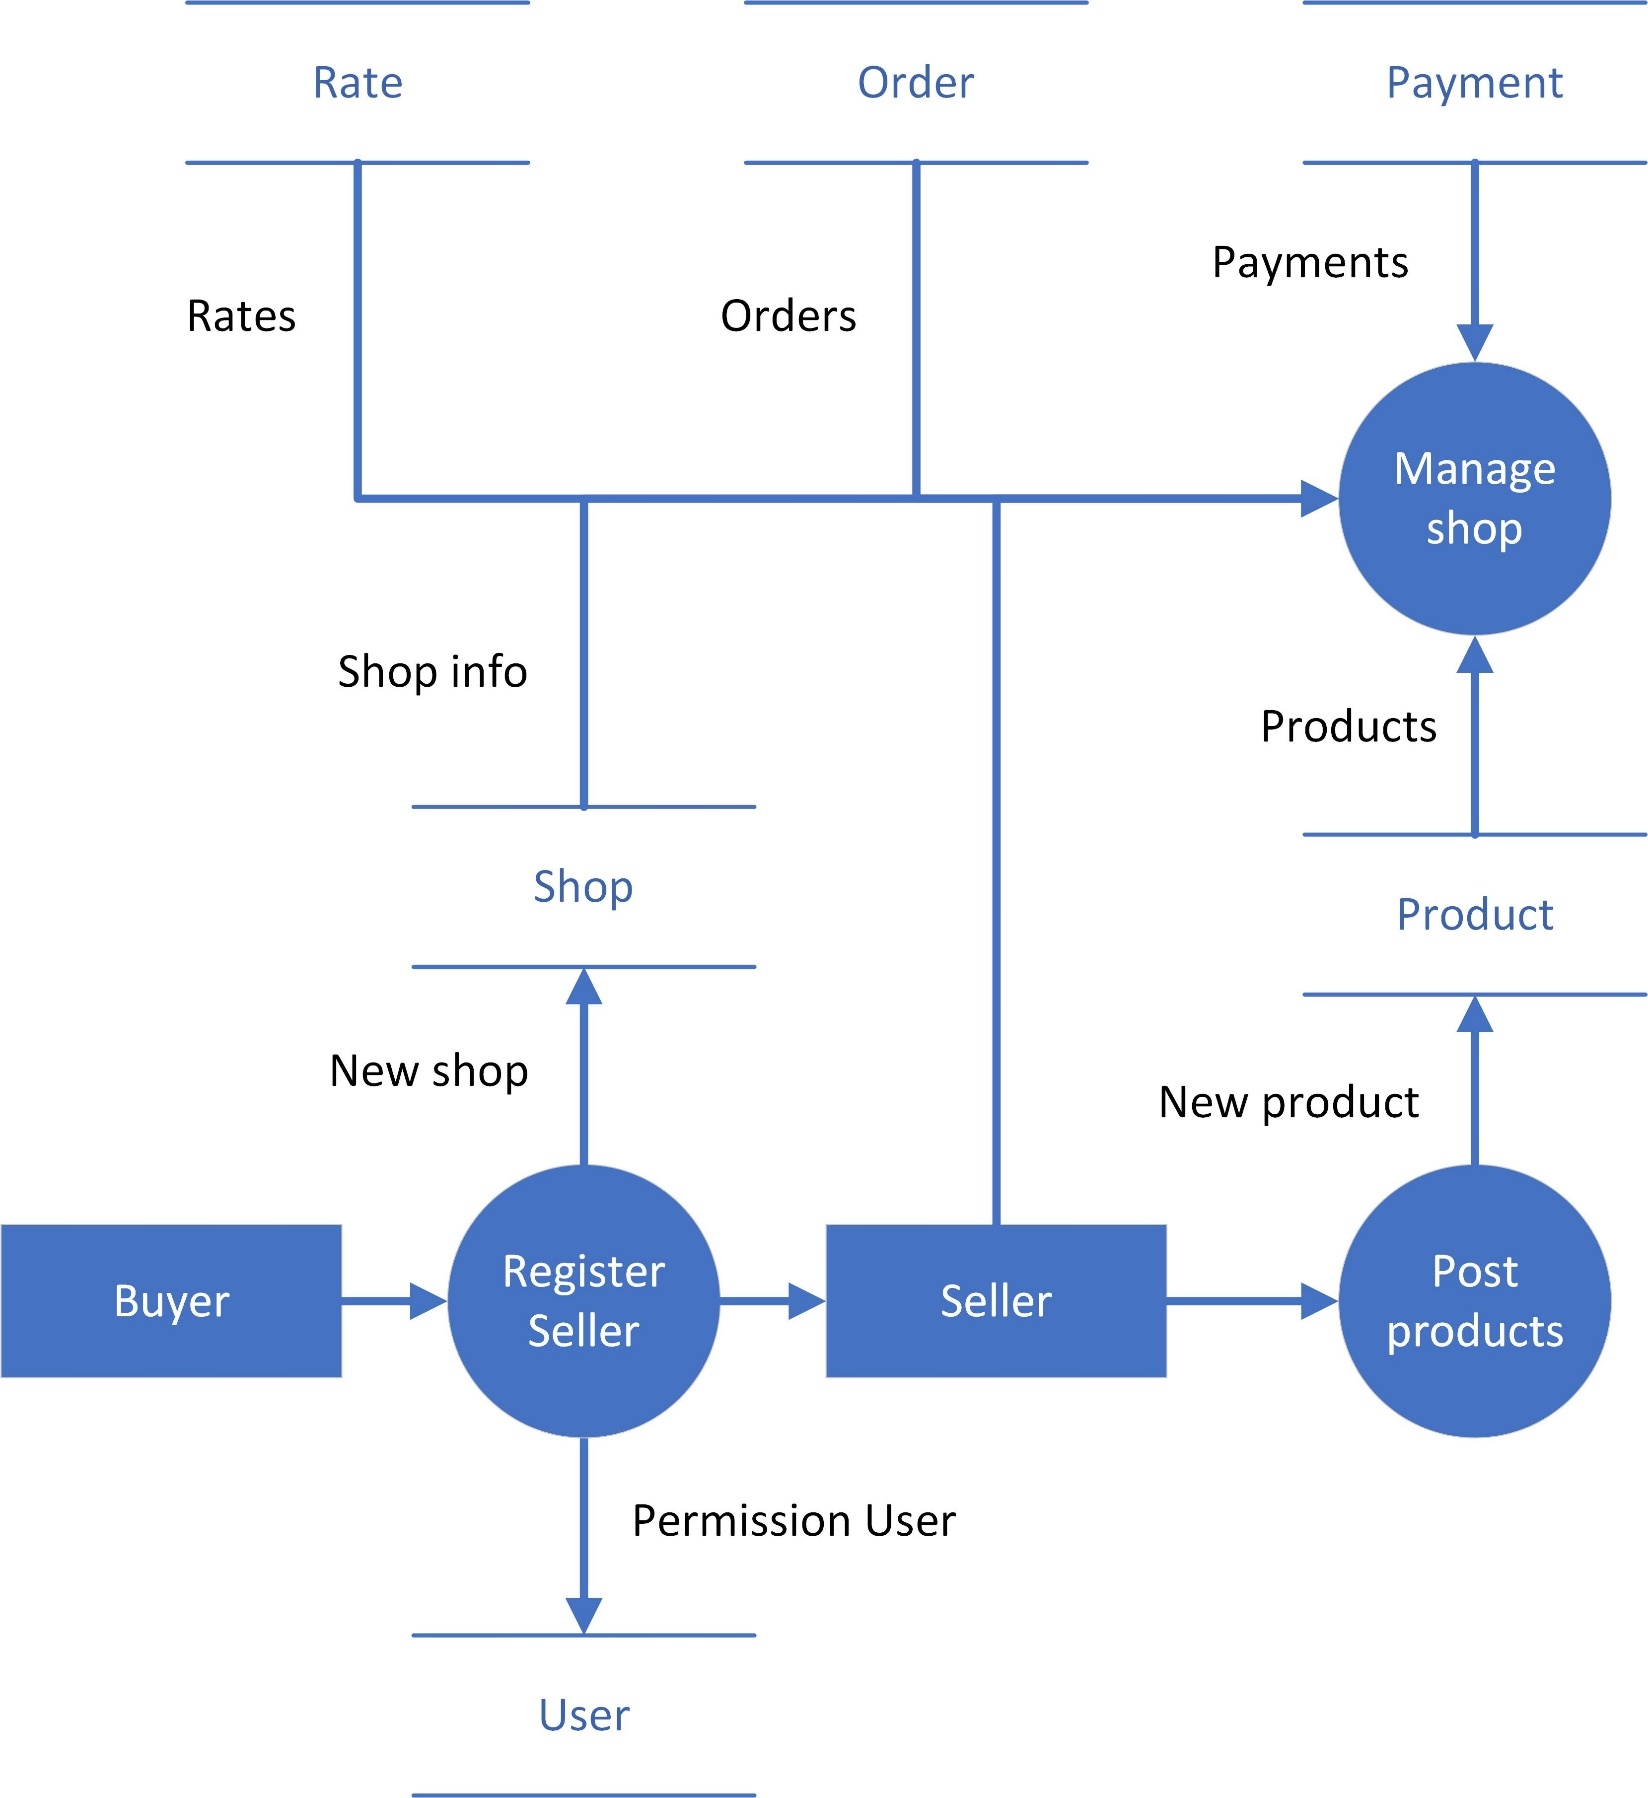 Rate
Order
Payment
Payments
Rates
Orders
Manage
shop
Shop info
Products
Shop
Product
New shop
New product
Buyer
Register
Seller
Seller
Post
products
Permission User
User